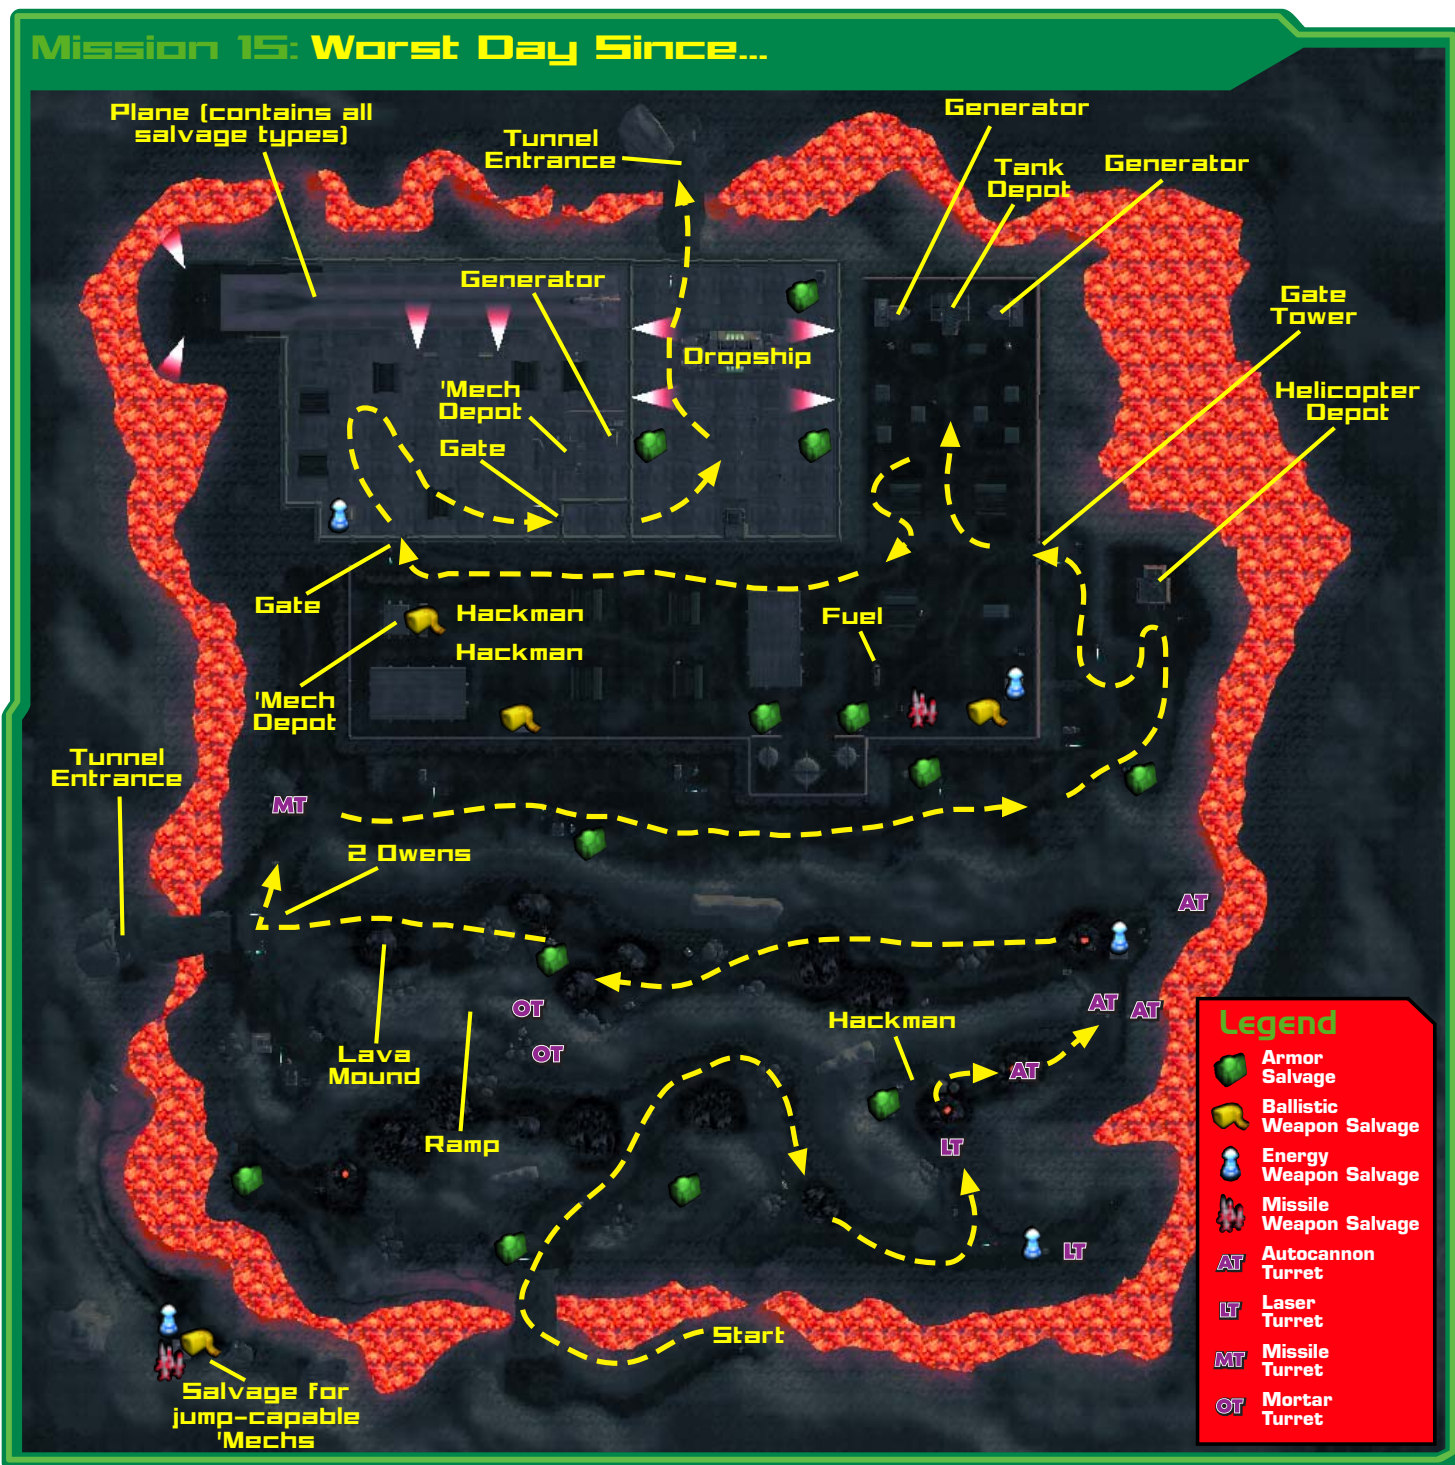 Mission 15: Worst Day Since...
Plane (contains all
salvage types)
Tunnel
Entrance
Generator
Tank
Depot
Generator
Generator
Gate
Tower
Dropship
'Mech
Depot
Helicopter
Depot
Gate
Gate
Hackman
Hackman
Fuel
'Mech
Depot
Tunnel
Entrance
MT
2 Owens
AT
OT
AT
AT
Hackman
OT
Lava
Mound
AT
Ramp
LT
LT
Start
Salvage for
jump-capable
'Mechs
Legend
Armor
Salvage
Ballistic
Weapon Salvage
Energy
Weapon Salvage
Missile
Weapon Salvage
AT
Autocannon
Turret
LT
Laser
Turret
MT
Missile
Turret
OT
Mortar
Turret